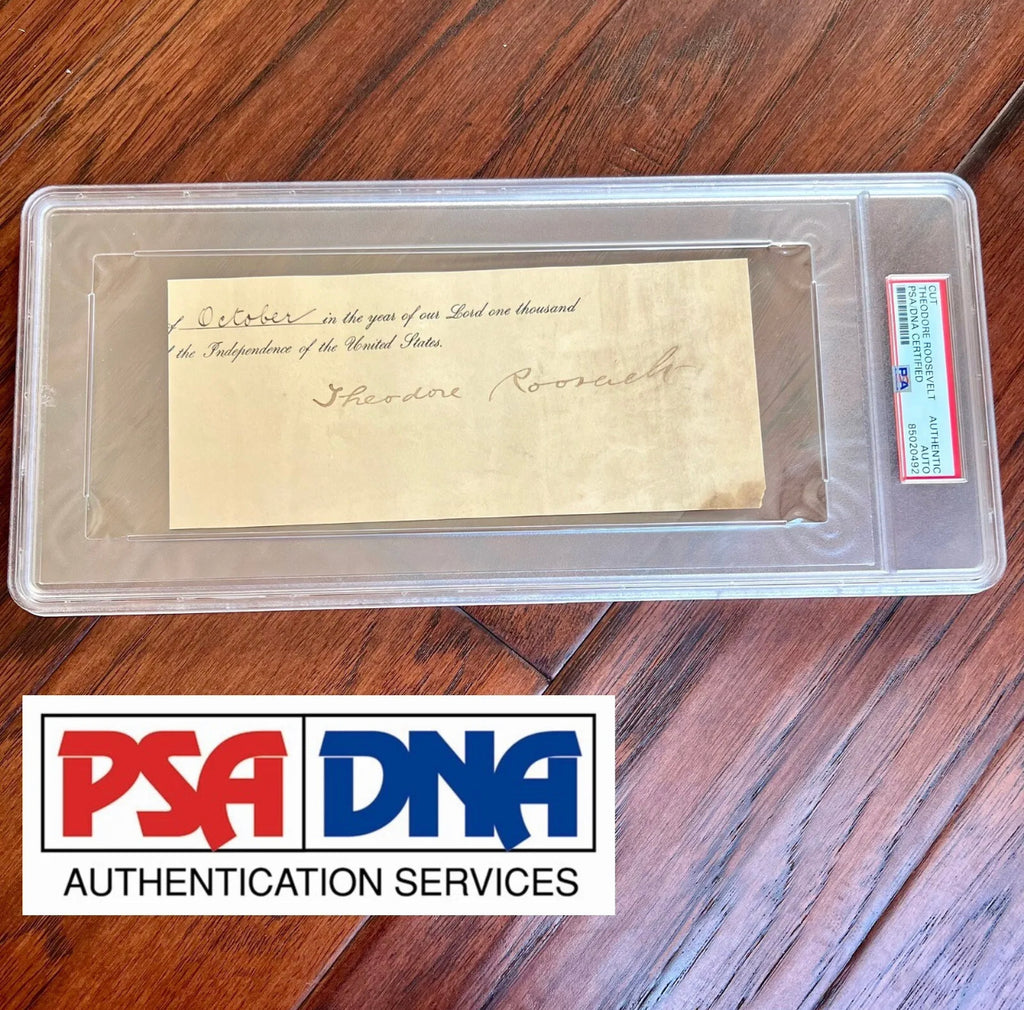 f October in the year of our Lord one thousand
f the Independence of the United States.
Theodore Roosevelt
CUT
THEODORE ROOSEVELT
PSA/DNA CERTIFIED
AUTHENTIC
AUTO
85020492
PSA
PSA DNA
AUTHENTICATION SERVICES